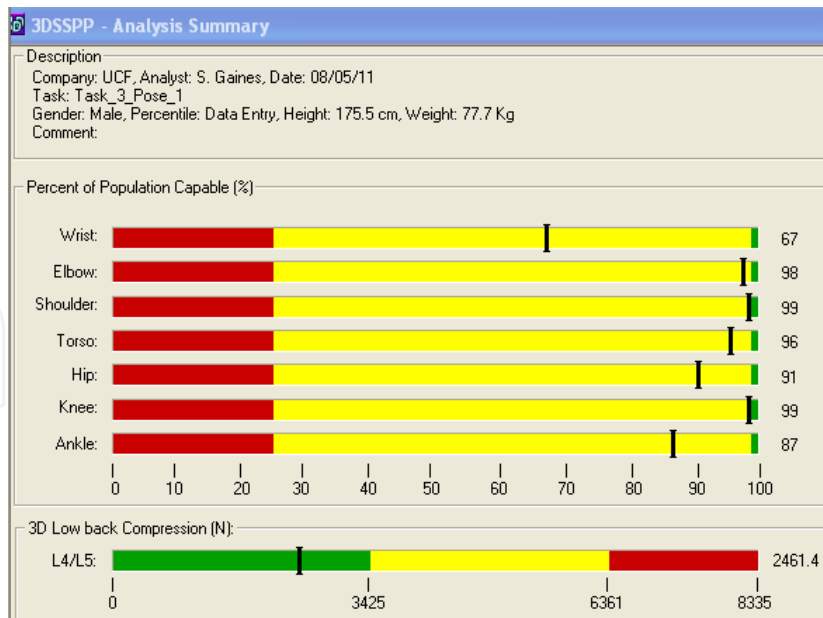 3DSSPP - Analysis Summary
Description
Company: UCF, Analyst: S. Gaines, Date: 08/05/11
Task: Task_3_Pose_1
Gender: Male, Percentile: Data Entry, Height: 175.5 cm, Weight: 77.7 Kg
Comment:
Percent of Population Capable (%)
Wrist: 67
Elbow: 98
Shoulder: 99
Torso: 96
Hip: 91
Knee: 99
Ankle: 87
0 10 20 30 40 50 60 70 80 90 100
3D Low back Compression (N):
L4/L5: 2461.4
0 3425 6361 8335